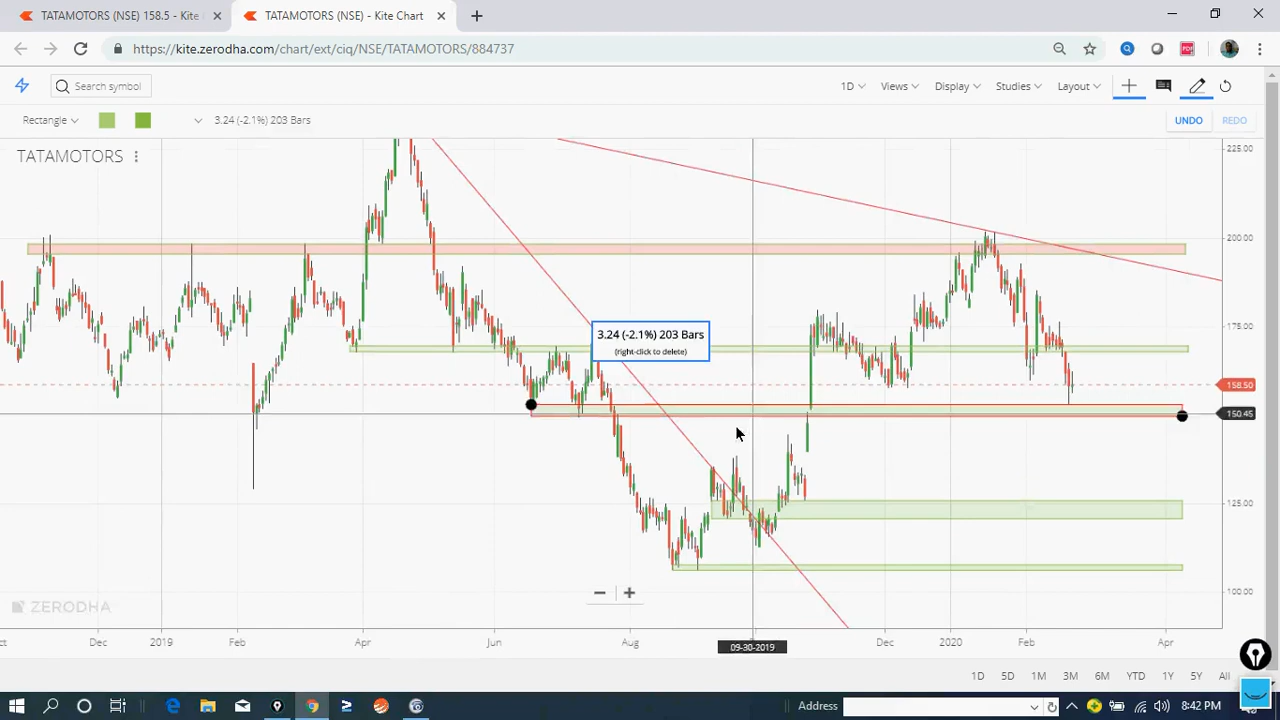 TATAMOTORS (NSE) 158.5 - Kite
TATAMOTORS (NSE) - Kite Chart
https://kite.zerodha.com/chart/ext/ciq/NSE/TATAMOTORS/884737
PDF
Search symbol
1D Views Display Studies Layout
Rectangle 3.24 (-2.1%) 203 Bars UNDO REDO
TATAMOTORS
225.00
200.00
3.24 (-2.1%) 203 Bars
(right-click to delete)
175.00
158.50
150.45
125.00
100.00
ZERODHA
Dec 2019 Feb Apr Jun Aug Dec 2020 Feb Apr
09-30-2019
1D 5D 1M 3M 6M YTD 1Y 5Y All
Address 8:42 PM